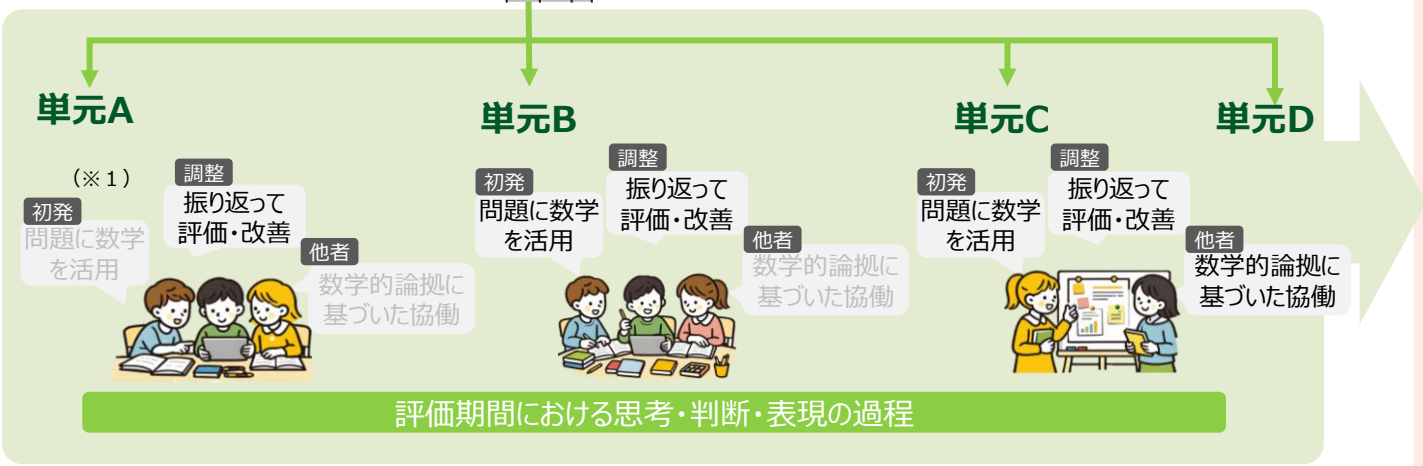 単元A
単元B
単元C
単元D
（※１）
初発
問題に数学
を活用
調整
振り返って
評価・改善
他者
数学的論拠に
基づいた協働
初発
問題に数学
を活用
調整
振り返って
評価・改善
他者
数学的論拠に
基づいた協働
初発
問題に数学
を活用
調整
振り返って
評価・改善
他者
数学的論拠に
基づいた協働
評価期間における思考・判断・表現の過程